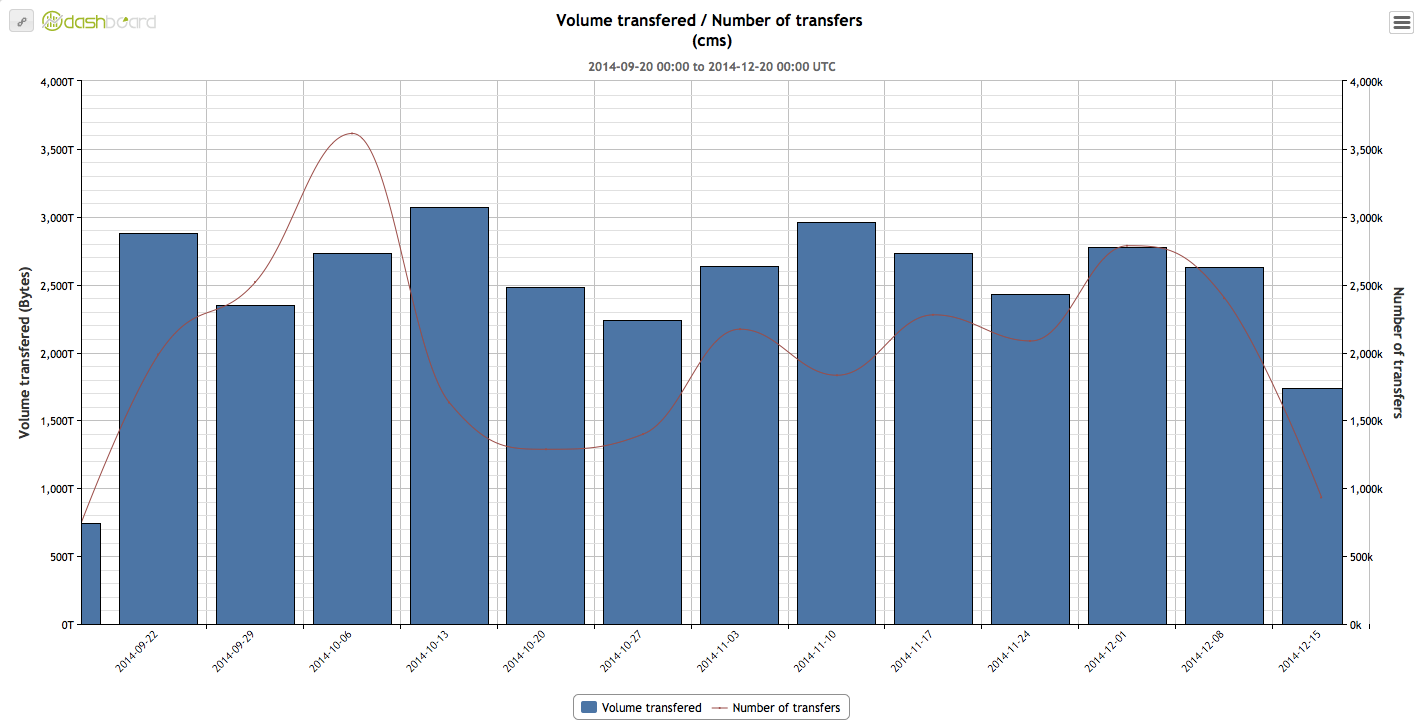 dashboard
Volume transfered / Number of transfers
(cms)
2014-09-20 00:00 to 2014-12-20 00:00 UTC
Volume transfered (Bytes)
4,000T
3,500T
3,000T
2,500T
2,000T
1,500T
1,000T
500T
0T
4,000k
3,500k
3,000k
2,500k
2,000k
1,500k
1,000k
500k
0k
Number of transfers
2014-09-22
2014-09-29
2014-10-06
2014-10-13
2014-10-20
2014-10-27
2014-11-03
2014-11-10
2014-11-17
2014-11-24
2014-12-01
2014-12-08
2014-12-15
Volume transfered Number of transfers